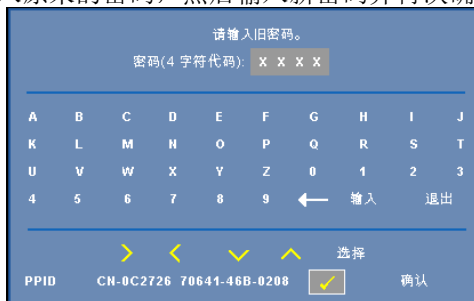 请输入旧密码。
密码(4 字符代码): X X X X
A B C D E F G H I J
K L M N O P Q R S T
U V W X Y Z 0 1 2 3
4 5 6 7 8 9 输入 退出
选择
PPID CN-0C2726 70641-46B-0208 确认